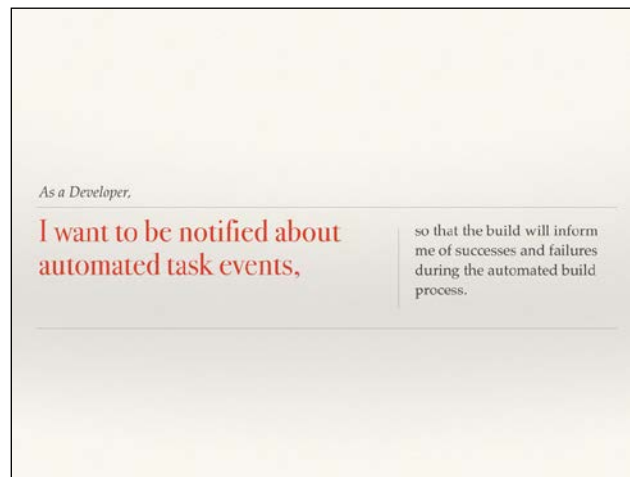 As a Developer,
I want to be notified about
automated task events,
so that the build will inform
me of successes and failures
during the automated build
process.